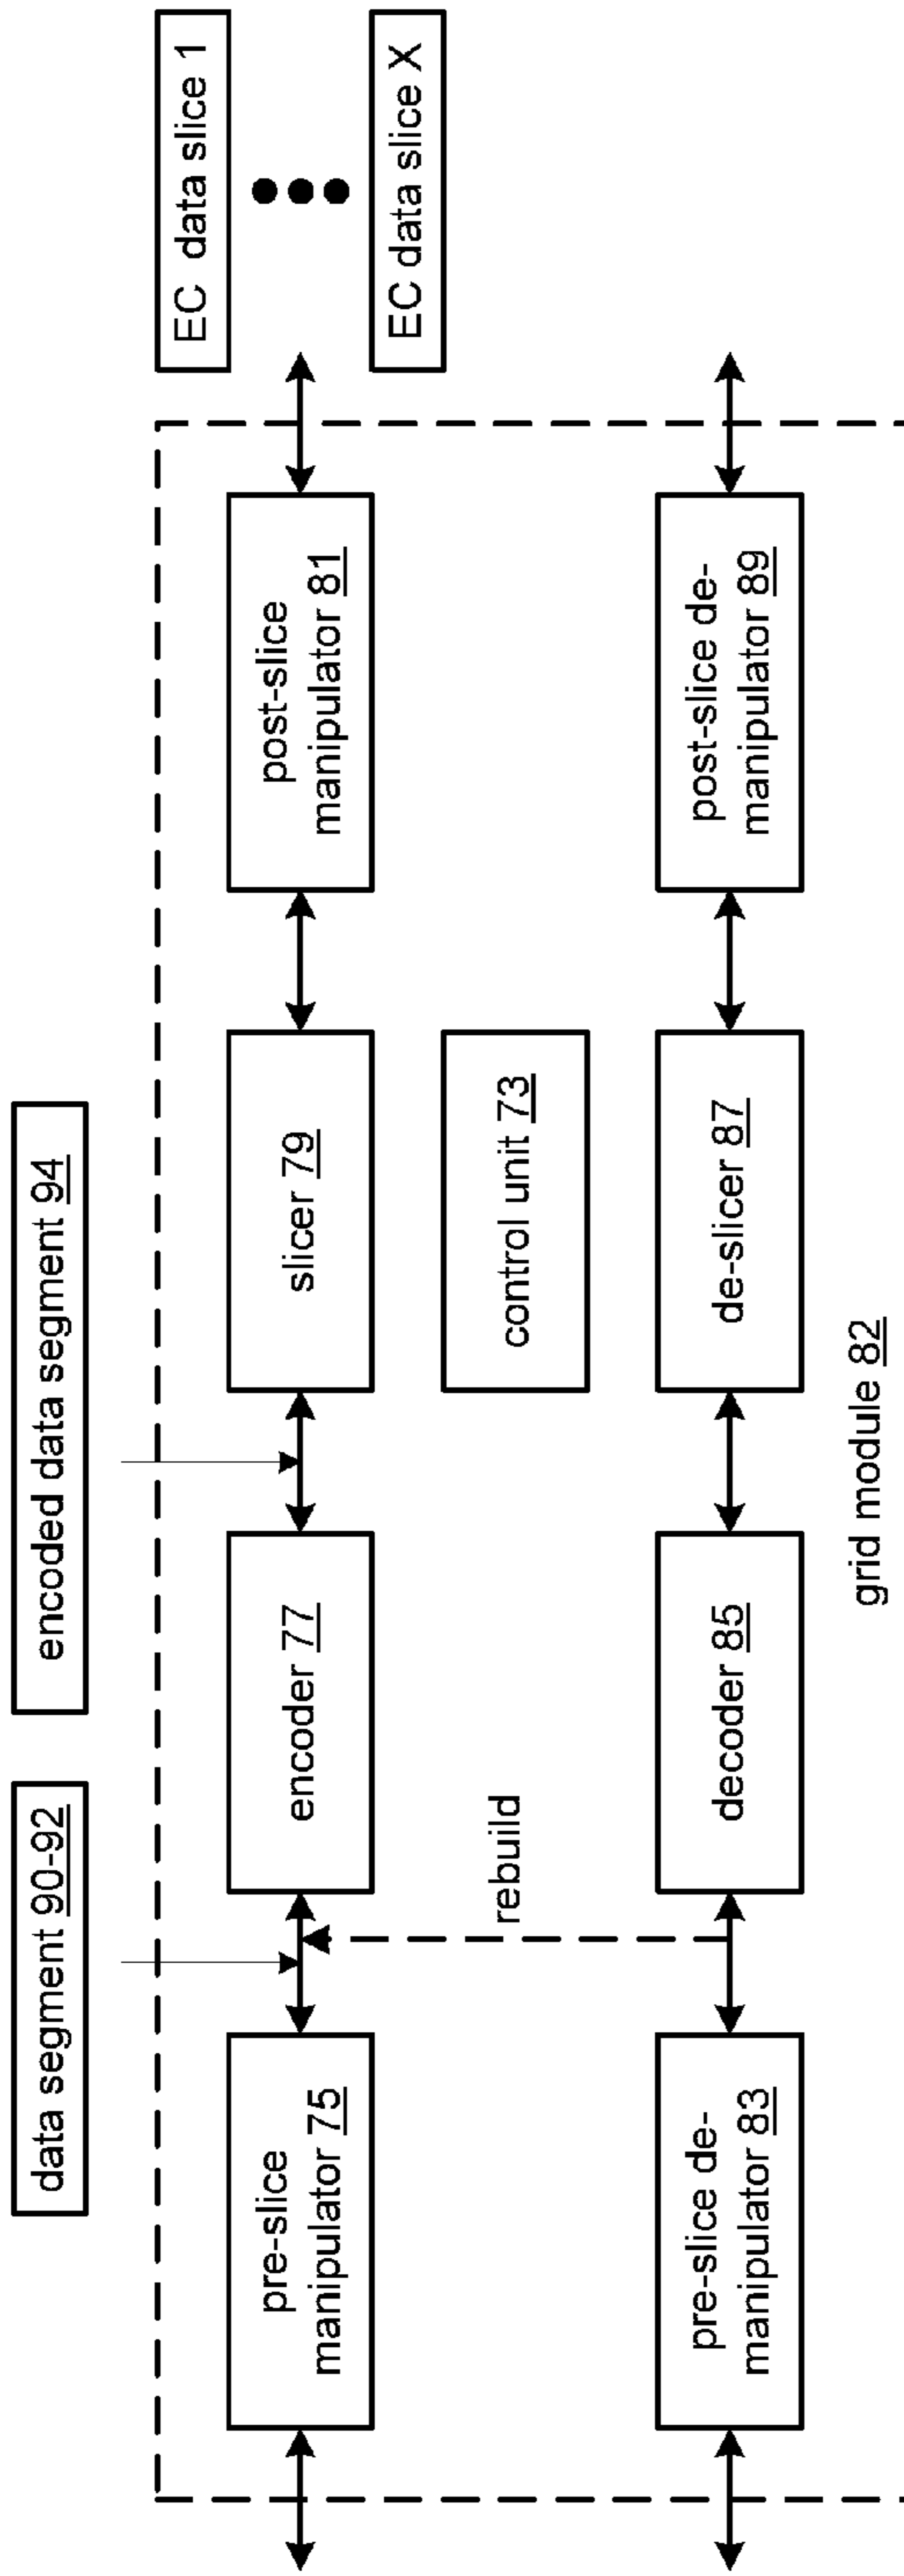 data segment 90-92
encoded data segment 94
EC data slice 1
EC data slice X
pre-slice
manipulator 75
encoder 77
slicer 79
post-slice
manipulator 81
rebuild
control unit 73
pre-slice de-
manipulator 83
decoder 85
de-slicer 87
post-slice de-
manipulator 89
grid module 82